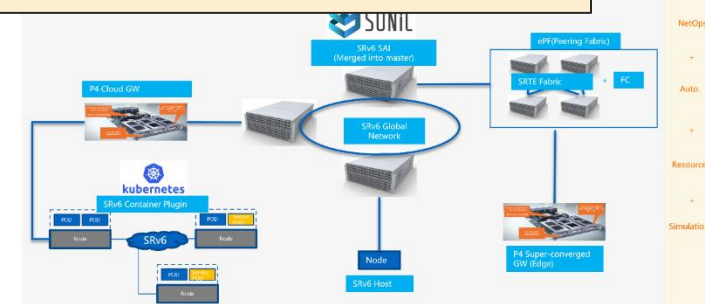 SONiC
SRv6 SAI
(Merged into master)
ePF(Peering Fabric)
NetOps
SRTE Fabric
+
FC
+
Auto.
P4 Cloud GW
SRv6 Global
Network
+
Resource
kubernetes
SRv6 Container Plugin
+
Simulation
POD
POD
POD
Node
SRv6
Node
Node
P4 Super-converged
GW (Edge)
POD
SRv6 Host
Node